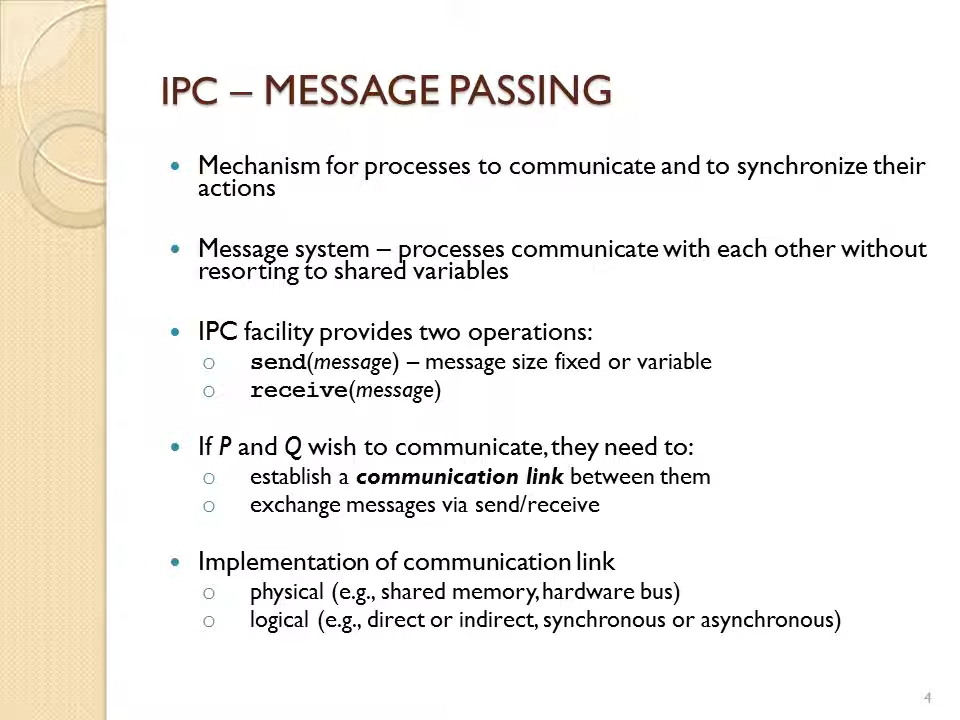 IPC – MESSAGE PASSING
• Mechanism for processes to communicate and to synchronize their
actions
• Message system – processes communicate with each other without
resorting to shared variables
• IPC facility provides two operations:
○ send(message) – message size fixed or variable
○ receive(message)
• If P and Q wish to communicate, they need to:
○ establish a communication link between them
○ exchange messages via send/receive
• Implementation of communication link
○ physical (e.g., shared memory, hardware bus)
○ logical (e.g., direct or indirect, synchronous or asynchronous)
4